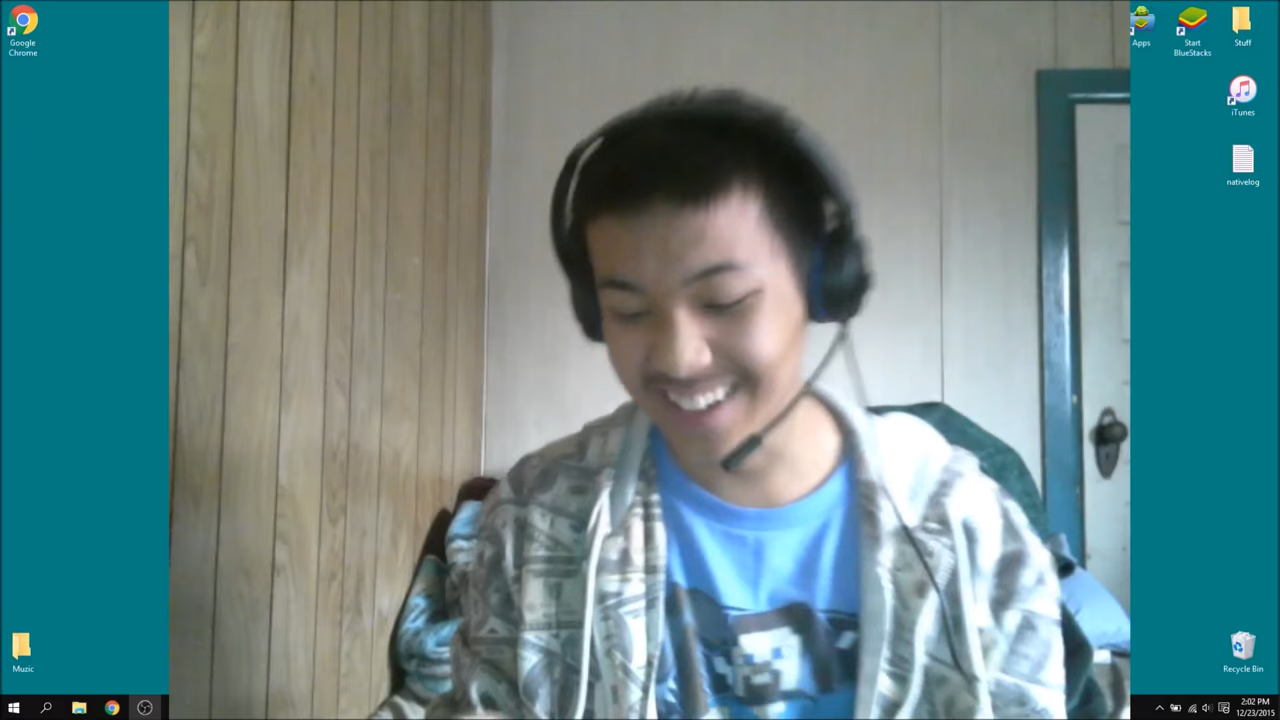 Google
Chrome
Apps
Start
BlueStacks
Stuff
iTunes
nativelog
Muzic
Recycle Bin
2:02 PM
12/23/2015